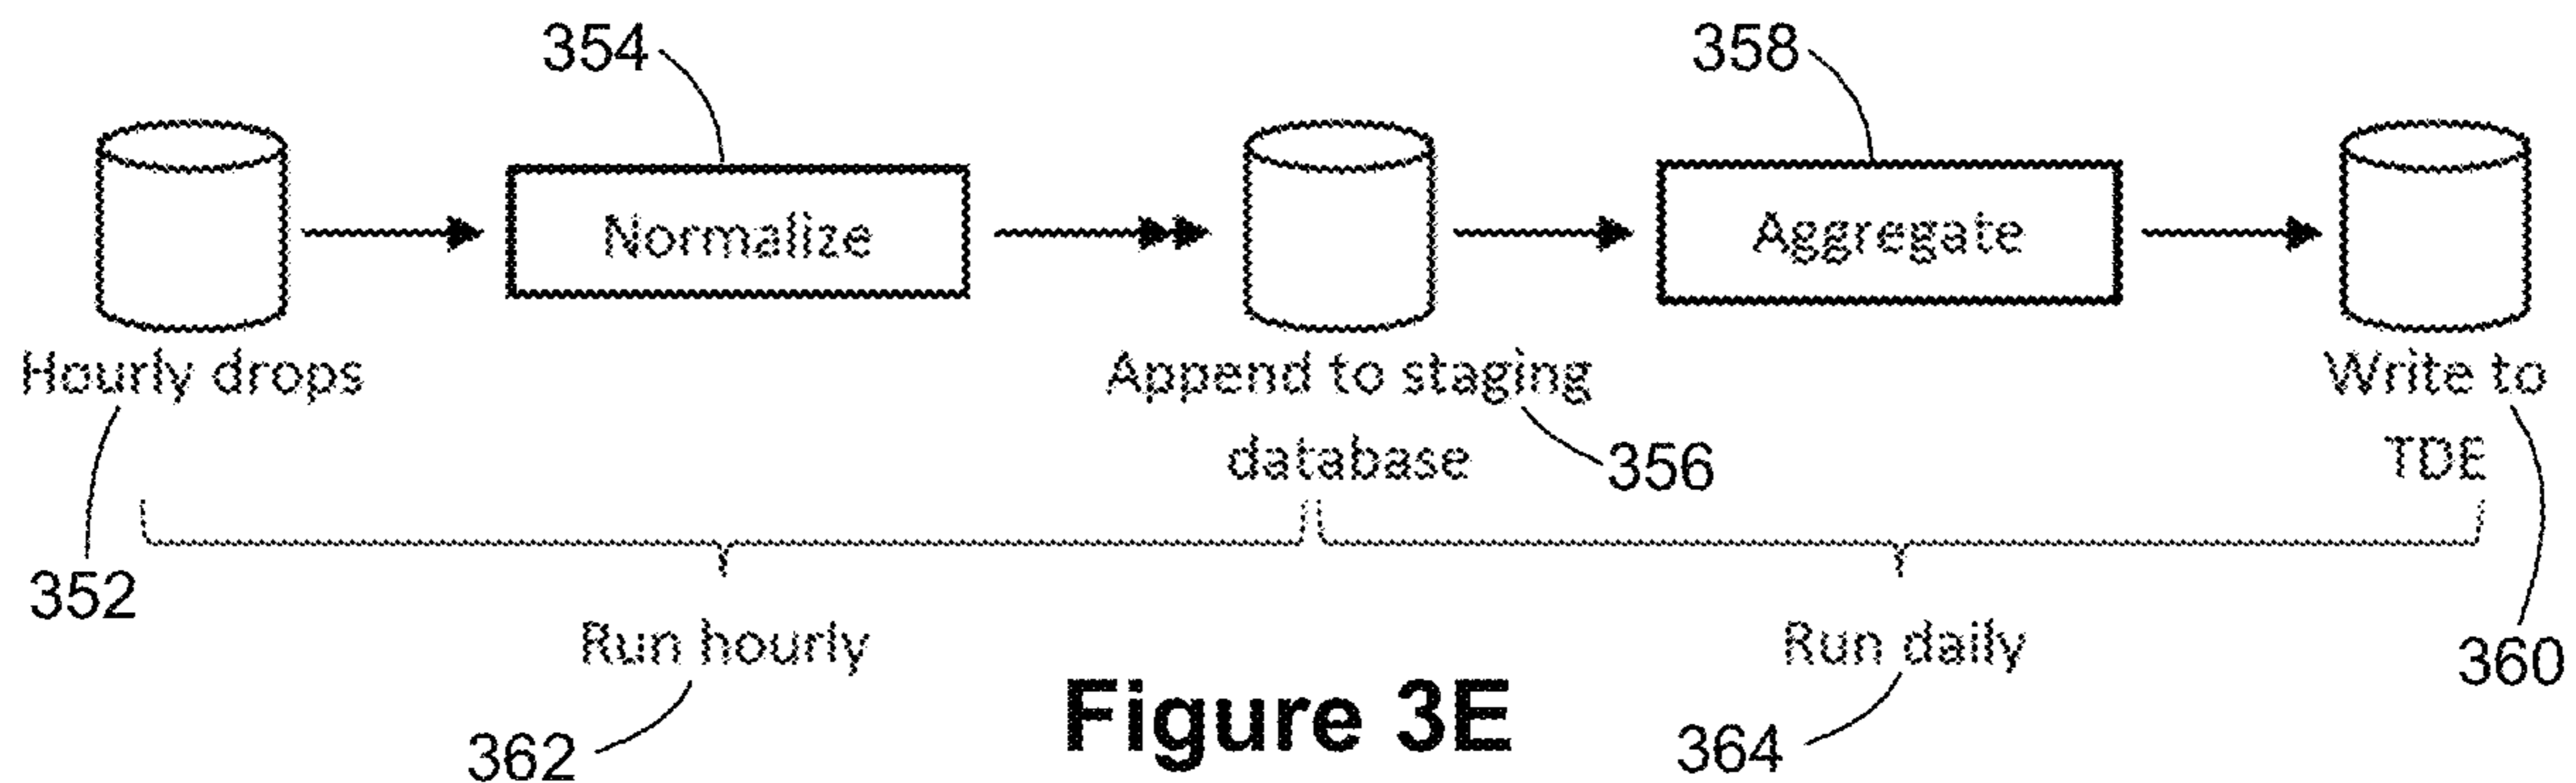 354
358
Normalize
Aggregate
Hourly drops
Append to staging
database
Write to
TDE
356
352
Run hourly
Run daily
360
362
Figure 3E
364